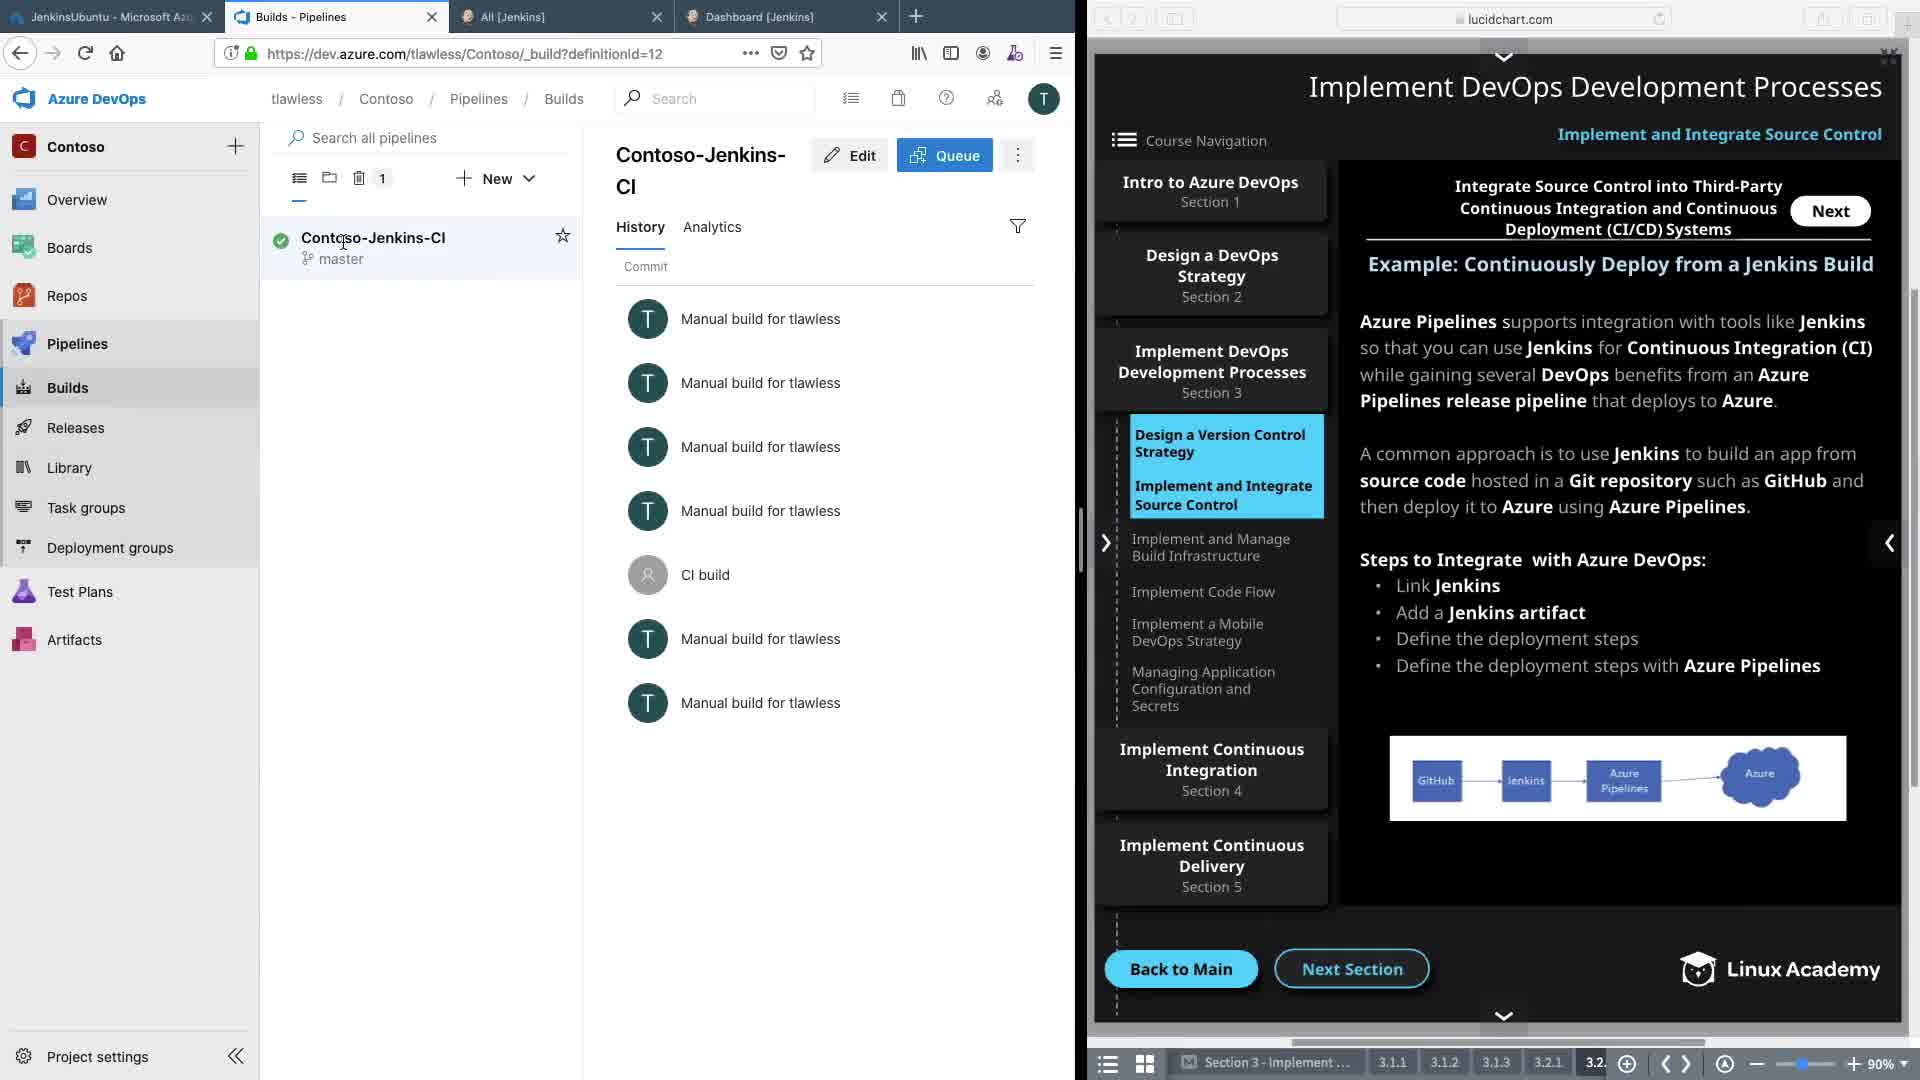 JenkinsUbuntu - Microsoft Azu
Builds - Pipelines
All [Jenkins]
Dashboard [Jenkins]
https://dev.azure.com/tlawless/Contoso/_build?definitionId=12
lucidchart.com
Azure DevOps
tlawless / Contoso / Pipelines / Builds
Search
T
C
Contoso
Overview
Boards
Repos
Pipelines
Builds
Releases
Library
Task groups
Deployment groups
Test Plans
Artifacts
Project settings
Search all pipelines
1
New
Contoso-Jenkins-CI
master
Contoso-Jenkins-
CI
Edit
Queue
History
Analytics
Commit
T Manual build for tlawless
T Manual build for tlawless
T Manual build for tlawless
T Manual build for tlawless
CI build
T Manual build for tlawless
T Manual build for tlawless
Implement DevOps Development Processes
Course Navigation
Implement and Integrate Source Control
Intro to Azure DevOps
Section 1
Design a DevOps
Strategy
Section 2
Implement DevOps
Development Processes
Section 3
Design a Version Control
Strategy
Implement and Integrate
Source Control
Implement and Manage
Build Infrastructure
Implement Code Flow
Implement a Mobile
DevOps Strategy
Managing Application
Configuration and
Secrets
Implement Continuous
Integration
Section 4
Implement Continuous
Delivery
Section 5
Integrate Source Control into Third-Party
Continuous Integration and Continuous
Deployment (CI/CD) Systems
Next
Example: Continuously Deploy from a Jenkins Build
Azure Pipelines supports integration with tools like Jenkins
so that you can use Jenkins for Continuous Integration (CI)
while gaining several DevOps benefits from an Azure
Pipelines release pipeline that deploys to Azure.
A common approach is to use Jenkins to build an app from
source code hosted in a Git repository such as GitHub and
then deploy it to Azure using Azure Pipelines.
Steps to Integrate with Azure DevOps:
• Link Jenkins
• Add a Jenkins artifact
• Define the deployment steps
• Define the deployment steps with Azure Pipelines
GitHub
Jenkins
Azure
Pipelines
Azure
Back to Main
Next Section
Linux Academy
Section 3 - Implement ...
3.1.1
3.1.2
3.1.3
3.2.1
3.2.
90%